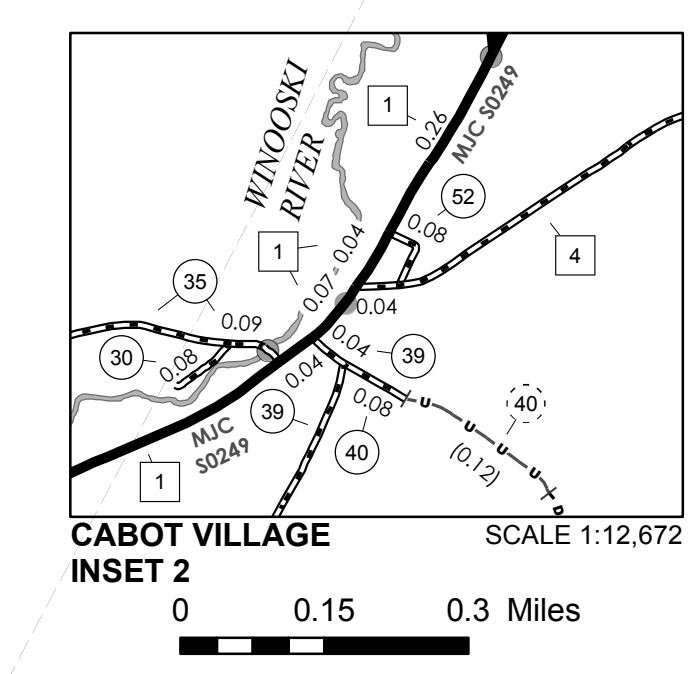 WINOOSKI
RIVER
1
0.26
MJC S0249
52
0.08
4
1
0.04
0.07
0.04
35
0.09
30
0.08
0.04
39
0.04
39
0.08
40
40
(0.12)
U U U U D
MJC
S0249
1
CABOT VILLAGE
INSET 2
SCALE 1:12,672
0 0.15 0.3 Miles